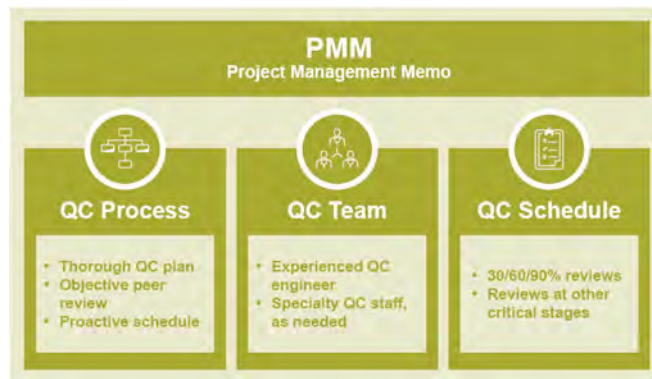 PMM
Project Management Memo
QC Process
• Thorough QC plan
• Objective peer
review
• Proactive schedule
QC Team
• Experienced QC
engineer
• Specialty QC staff,
as needed
QC Schedule
• 30/60/90% reviews
• Reviews at other
critical stages